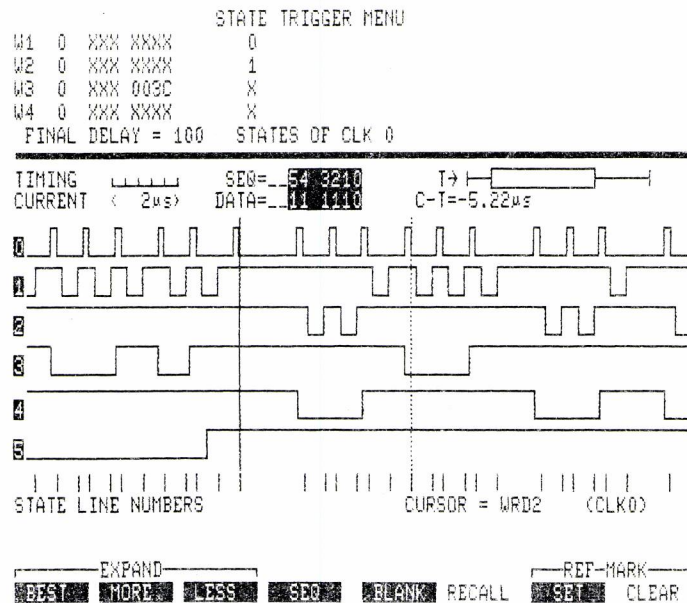 STATE TRIGGER MENU
W1 0 XXX XXXX 0
W2 0 XXX XXXX 1
W3 0 XXX 003C X
W4 0 XXX XXXX X
FINAL DELAY = 100 STATES OF CLK 0
TIMING SEQ=__54 3210 T→
CURRENT < 2µs> DATA=__11 1110 C-T=-5.22µs
0
1
2
3
4
5
STATE LINE NUMBERS CURSOR = WRD2 (CLK0)
EXPAND REF-MARK
BEST MORE LESS SEQ BLANK RECALL SET CLEAR